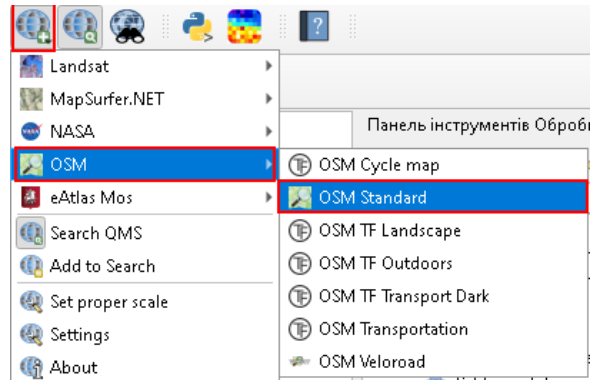 Landsat
MapSurfer.NET
NASA
OSM
eAtlas Mos
Search QMS
Add to Search
Set proper scale
Settings
About
Панель інструментів
OSM Cycle map
OSM Standard
OSM TF Landscape
OSM TF Outdoors
OSM TF Transport Dark
OSM Transportation
OSM Veloroad